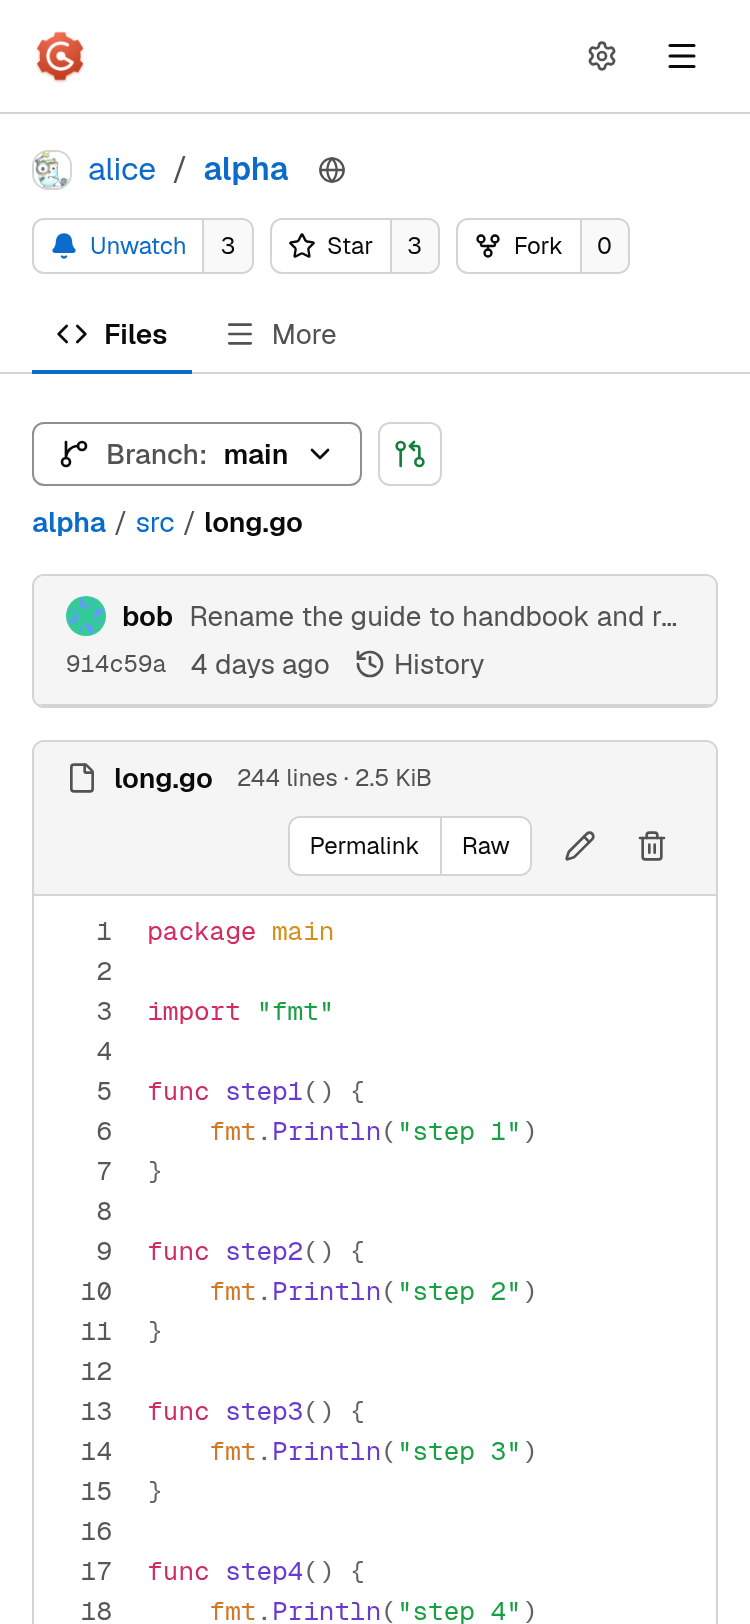 alice / alpha
Unwatch 3 Star 3 Fork 0
Files More
Branch: main
alpha / src / long.go
bob Rename the guide to handbook and r…
914c59a 4 days ago History
long.go 244 lines · 2.5 KiB
Permalink Raw
1 package main
2
3 import "fmt"
4
5 func step1() {
6     fmt.Println("step 1")
7 }
8
9 func step2() {
10     fmt.Println("step 2")
11 }
12
13 func step3() {
14     fmt.Println("step 3")
15 }
16
17 func step4() {
18     fmt.Println("step 4")